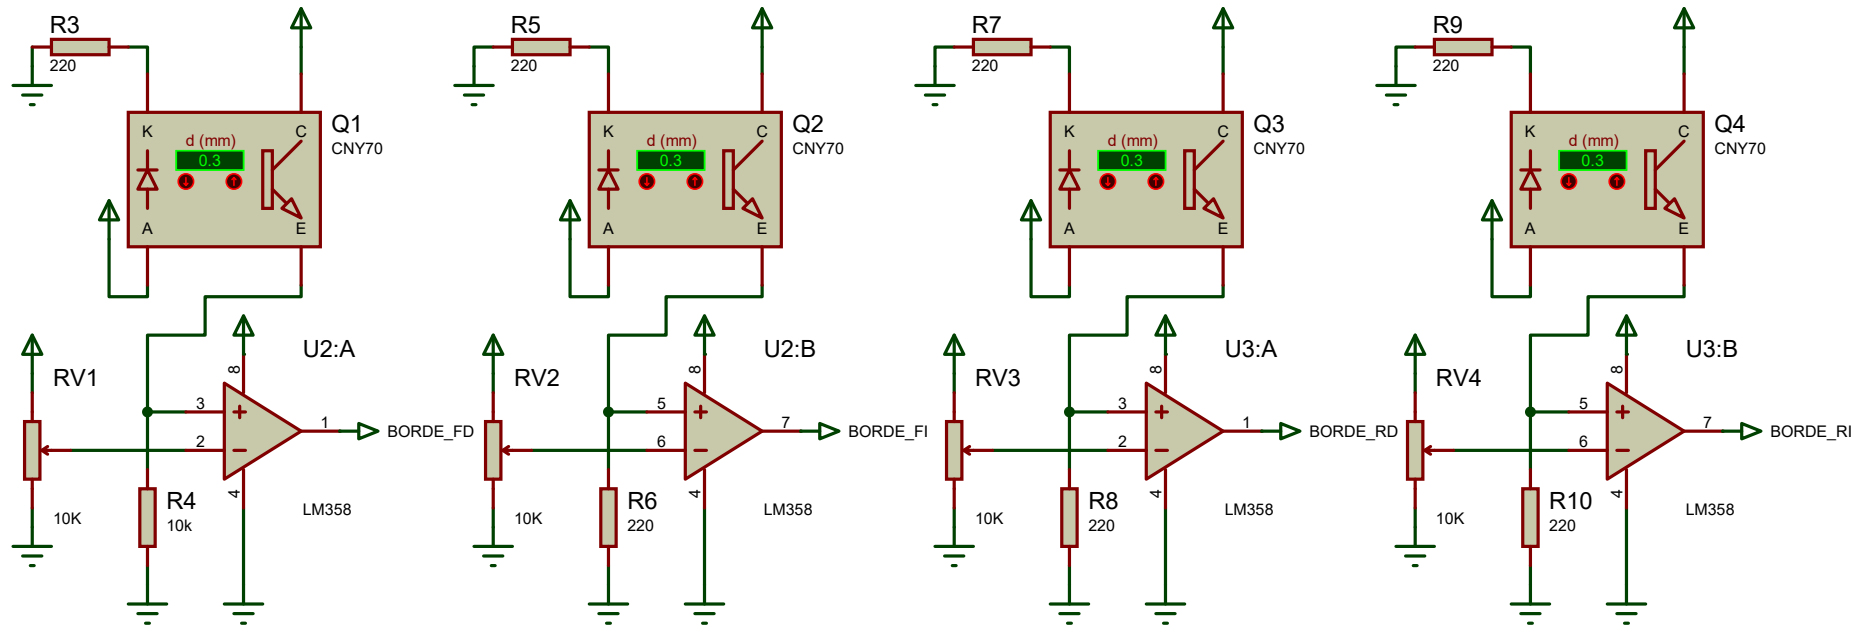 R3
220
K
C
d (mm)
0.3
A
E
Q1
CNY70
RV1
10K
U2:A
8
3
2
1
4
BORDE_FD
R4
10k
LM358
R5
220
K
C
d (mm)
0.3
A
E
Q2
CNY70
RV2
10K
U2:B
8
5
6
7
4
BORDE_FI
R6
220
LM358
R7
220
K
C
d (mm)
0.3
A
E
Q3
CNY70
RV3
10K
U3:A
8
3
2
1
4
BORDE_RD
R8
220
LM358
R9
220
K
C
d (mm)
0.3
A
E
Q4
CNY70
RV4
10K
U3:B
8
5
6
7
4
BORDE_RI
R10
220
LM358